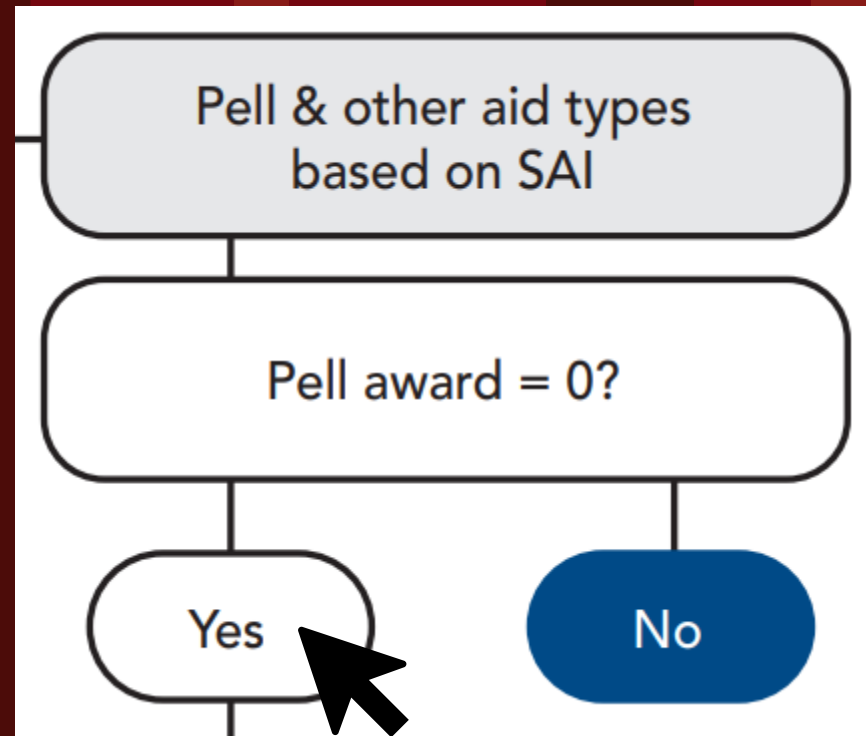 Pell & other aid types
based on SAI
Pell award = 0?
Yes
No